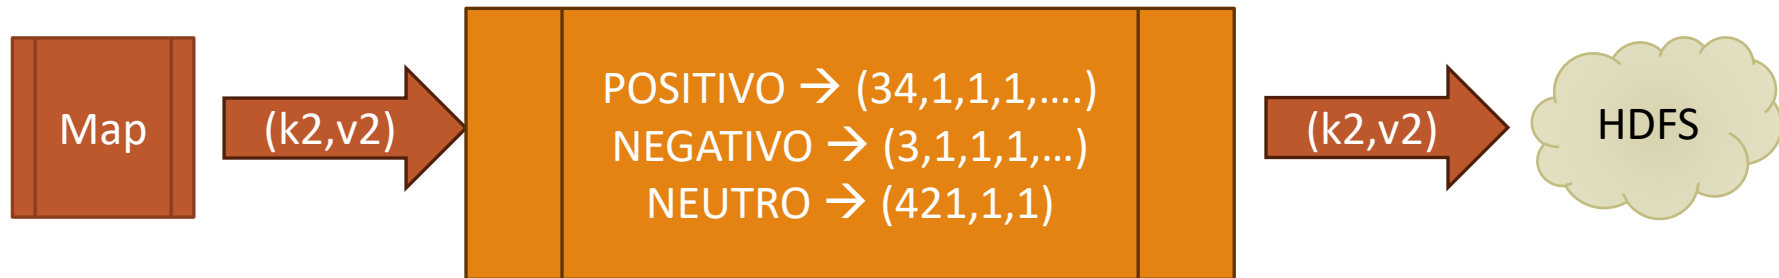 Map
(k2,v2)
POSITIVO → (34,1,1,1,….)
NEGATIVO → (3,1,1,1,…)
NEUTRO → (421,1,1)
(k2,v2)
HDFS